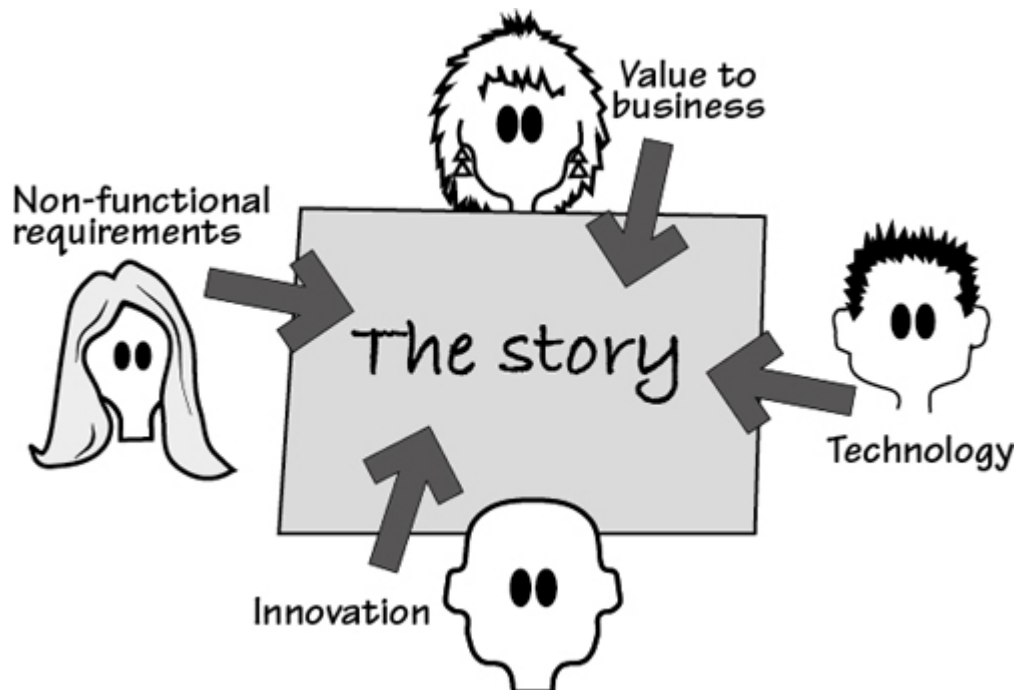 Value to
business
Non-functional
requirements
The story
Technology
Innovation